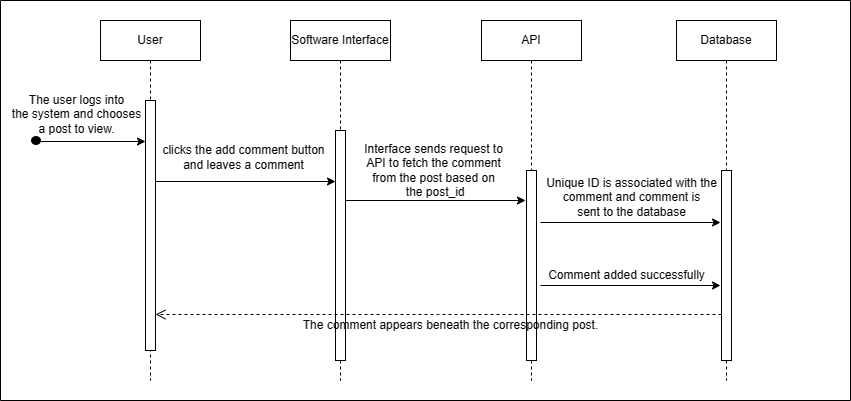 User
Software Interface
API
Database
The user logs into
the system and chooses
a post to view.
clicks the add comment button
and leaves a comment
Interface sends request to
API to fetch the comment
from the post based on
the post_id
Unique ID is associated with the
comment and comment is
sent to the database
Comment added successfully
The comment appears beneath the corresponding post.